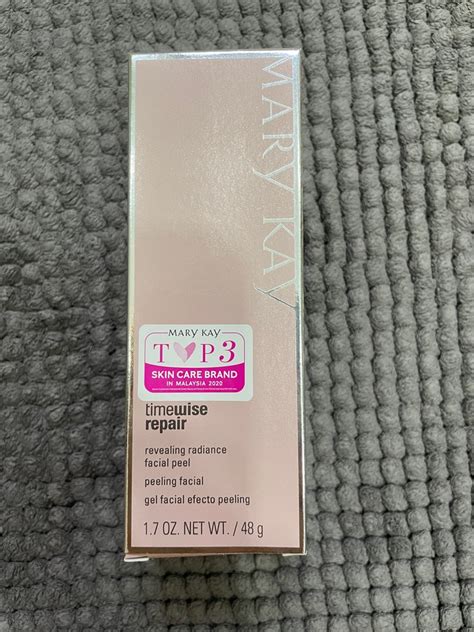 MARY KAY
MARY KAY
TOP3
SKIN CARE BRAND
IN MALAYSIA 2020
timewise
repair
revealing radiance
facial peel
peeling facial
gel facial efecto peeling
1.7 OZ. NET WT. / 48 g